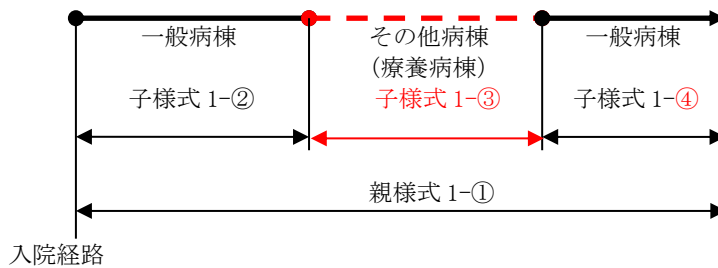 一般病棟
その他病棟
(療養病棟)
一般病棟
子様式 1-②
子様式 1-③
子様式 1-④
親様式 1-①
入院経路